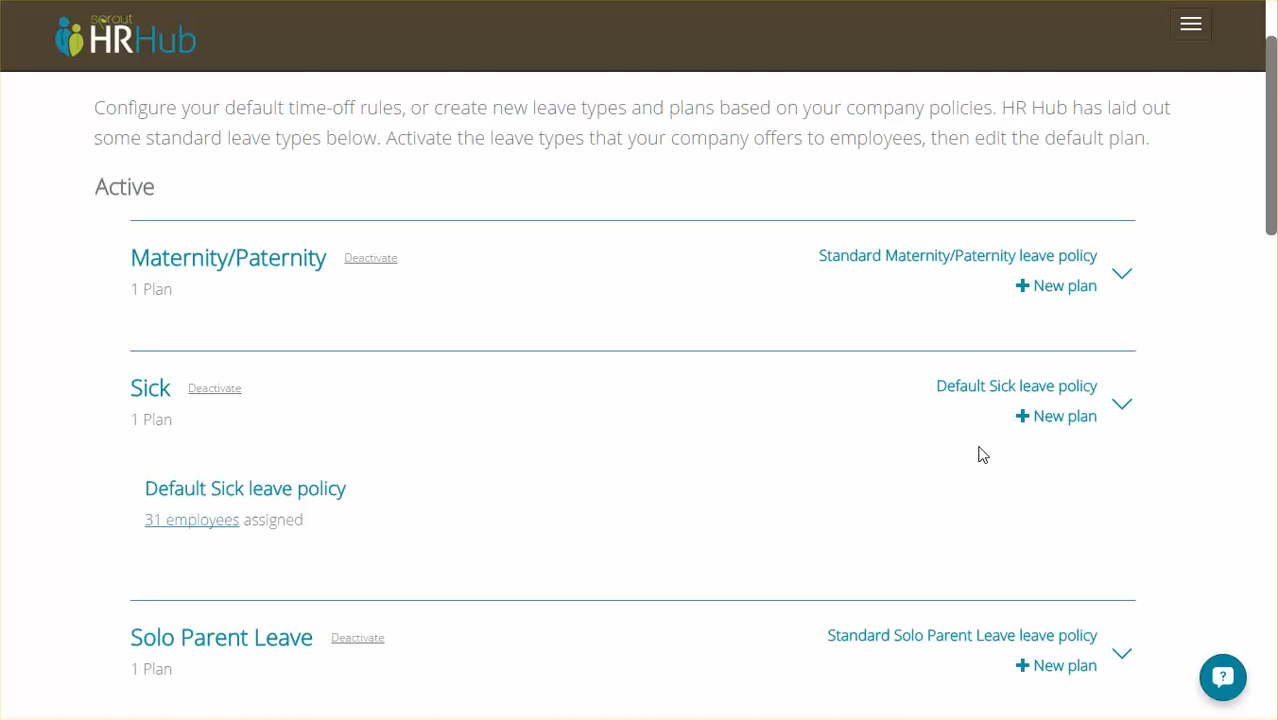 sprout
HRHub
Configure your default time-off rules, or create new leave types and plans based on your company policies. HR Hub has laid out
some standard leave types below. Activate the leave types that your company offers to employees, then edit the default plan.
Active
Maternity/Paternity Deactivate
Standard Maternity/Paternity leave policy
1 Plan
New plan
Sick Deactivate
Default Sick leave policy
1 Plan
New plan
Default Sick leave policy
31 employees assigned
Solo Parent Leave Deactivate
Standard Solo Parent Leave leave policy
1 Plan
New plan